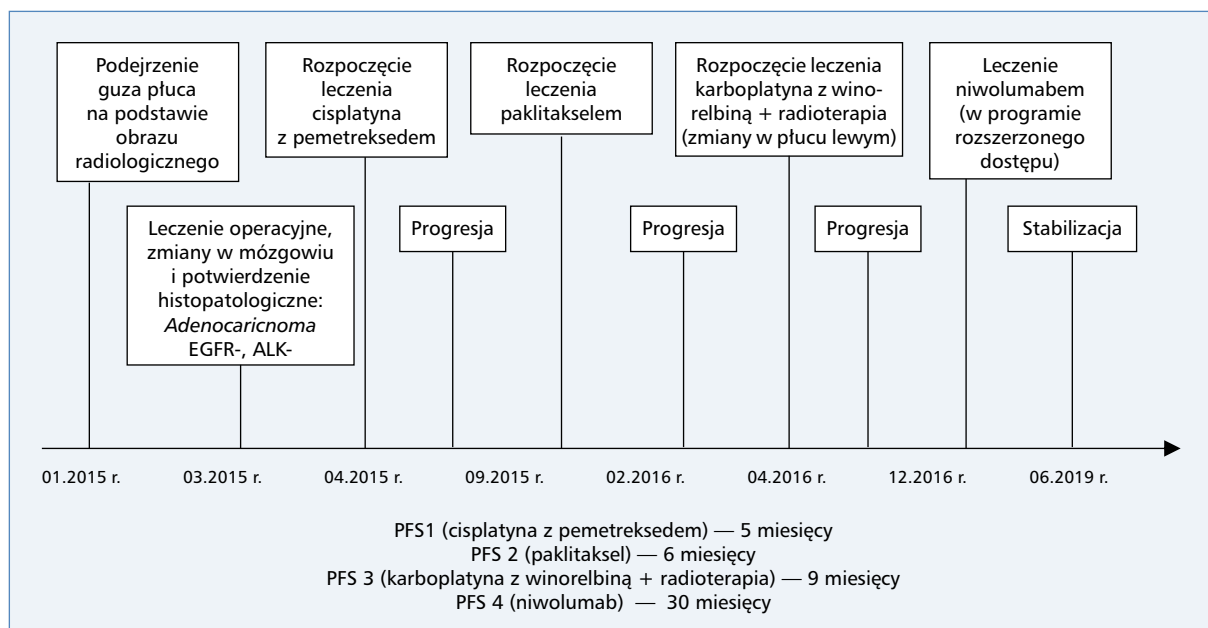 Podejrzenie
guza płuca
na podstawie
obrazu
radiologicznego
Rozpoczęcie
leczenia
cisplatyna
z pemetreksedem
Rozpoczęcie
leczenia
paklitakselem
Rozpoczęcie leczenia
karboplatyna z wino-
relbiną + radioterapia
(zmiany w płucu lewym)
Leczenie
niwolumabem
(w programie
rozszerzonego
dostępu)
Leczenie operacyjne,
zmiany w mózgowiu
i potwierdzenie
histopatologiczne:
Adenocaricnoma
EGFR-, ALK-
Progresja
Progresja
Progresja
Stabilizacja
01.2015 r.
03.2015 r.
04.2015 r.
09.2015 r.
02.2016 r.
04.2016 r.
12.2016 r.
06.2019 r.
PFS1 (cisplatyna z pemetreksedem) — 5 miesięcy
PFS 2 (paklitaksel) — 6 miesięcy
PFS 3 (karboplatyna z winorelbiną + radioterapia) — 9 miesięcy
PFS 4 (niwolumab) — 30 miesięcy